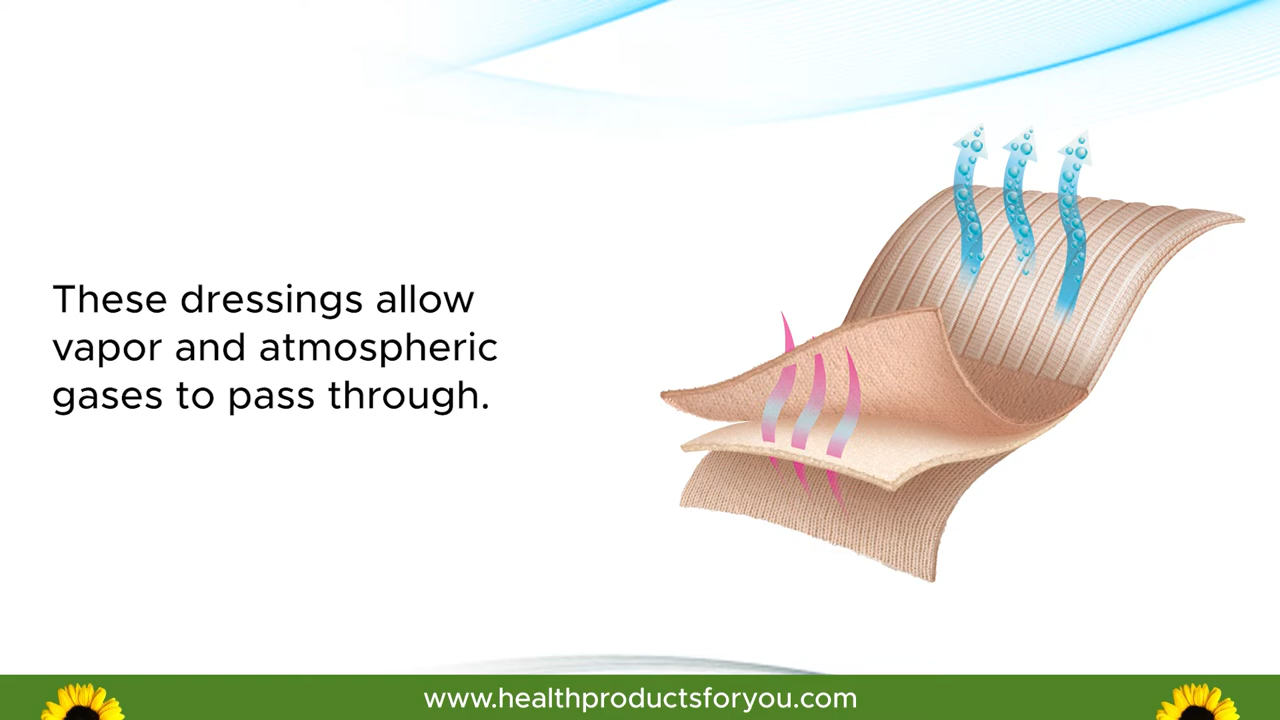 These dressings allow
vapor and atmospheric
gases to pass through.
www.healthproductsforyou.com